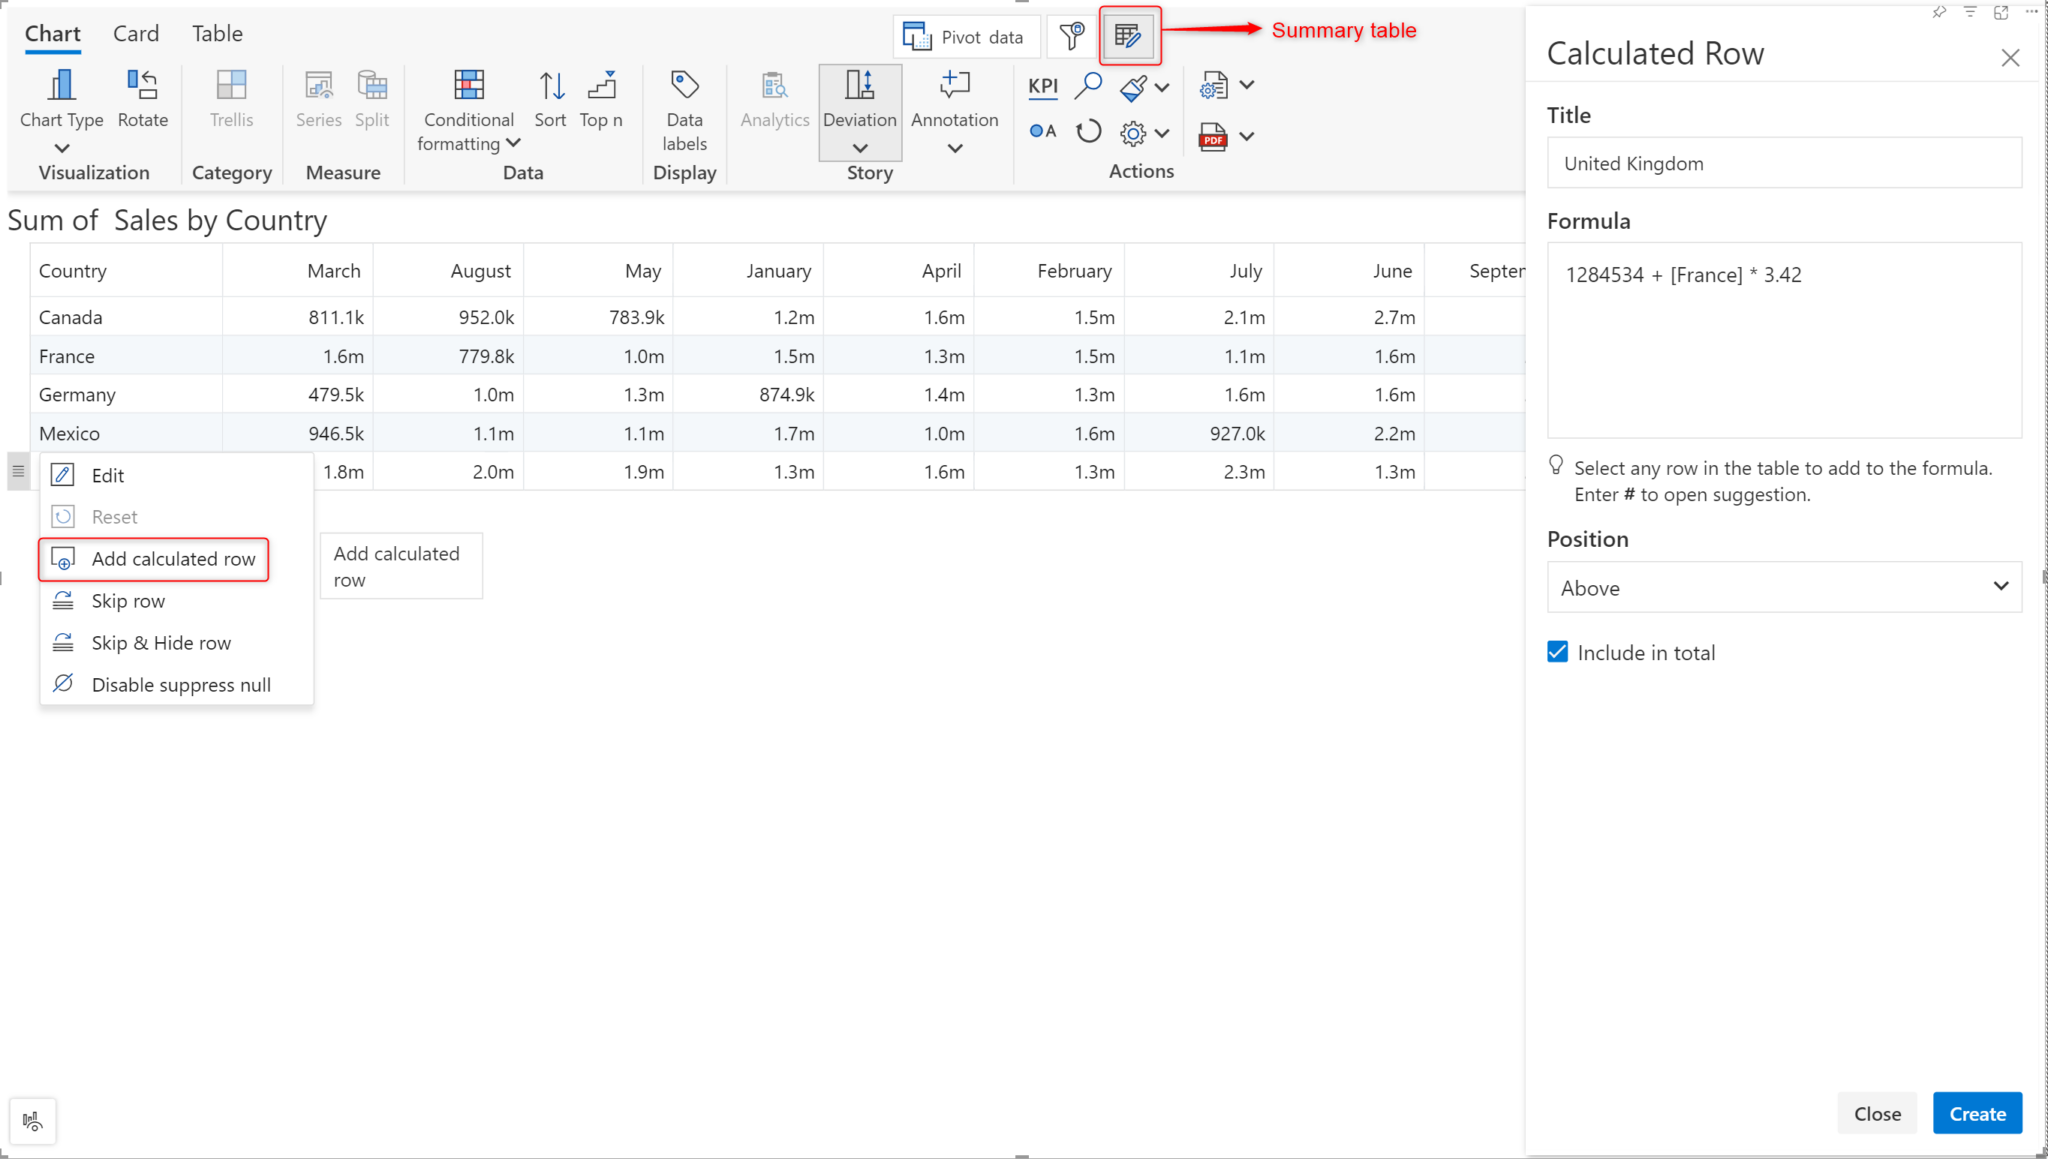 Chart Card Table
Pivot data
Summary table
Chart Type Rotate
Visualization
Trellis
Category
Series Split
Measure
Conditional formatting Sort Top n
Data
Data labels
Display
Analytics Deviation Annotation
Story
KPI
A
PDF
Actions
Sum of Sales by Country
Country March August May January April February July June Septem
Canada 811.1k 952.0k 783.9k 1.2m 1.6m 1.5m 2.1m 2.7m
France 1.6m 779.8k 1.0m 1.5m 1.3m 1.5m 1.1m 1.6m
Germany 479.5k 1.0m 1.3m 874.9k 1.4m 1.3m 1.6m 1.6m
Mexico 946.5k 1.1m 1.1m 1.7m 1.0m 1.6m 927.0k 2.2m
1.8m 2.0m 1.9m 1.3m 1.6m 1.3m 2.3m 1.3m
Edit
Reset
Add calculated row
Skip row
Skip & Hide row
Disable suppress null
Add calculated
row
Calculated Row
Title
United Kingdom
Formula
1284534 + [France] * 3.42
Select any row in the table to add to the formula.
Enter # to open suggestion.
Position
Above
Include in total
Close Create